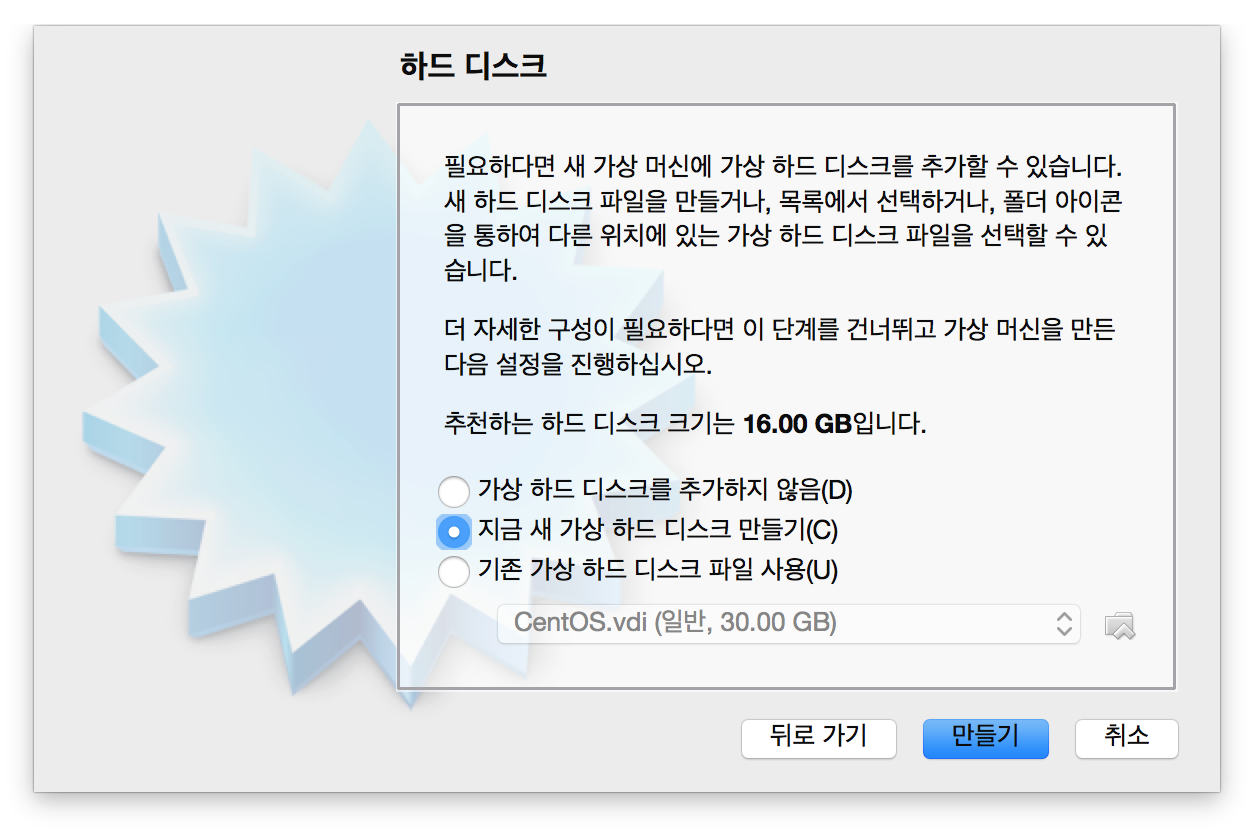 하드 디스크
필요하다면 새 가상 머신에 가상 하드 디스크를 추가할 수 있습니다.
새 하드 디스크 파일을 만들거나, 목록에서 선택하거나, 폴더 아이콘
을 통하여 다른 위치에 있는 가상 하드 디스크 파일을 선택할 수 있
습니다.
더 자세한 구성이 필요하다면 이 단계를 건너뛰고 가상 머신을 만든
다음 설정을 진행하십시오.
추천하는 하드 디스크 크기는 16.00 GB입니다.
가상 하드 디스크를 추가하지 않음(D)
지금 새 가상 하드 디스크 만들기(C)
기존 가상 하드 디스크 파일 사용(U)
CentOS.vdi (일반, 30.00 GB)
뒤로 가기 만들기 취소